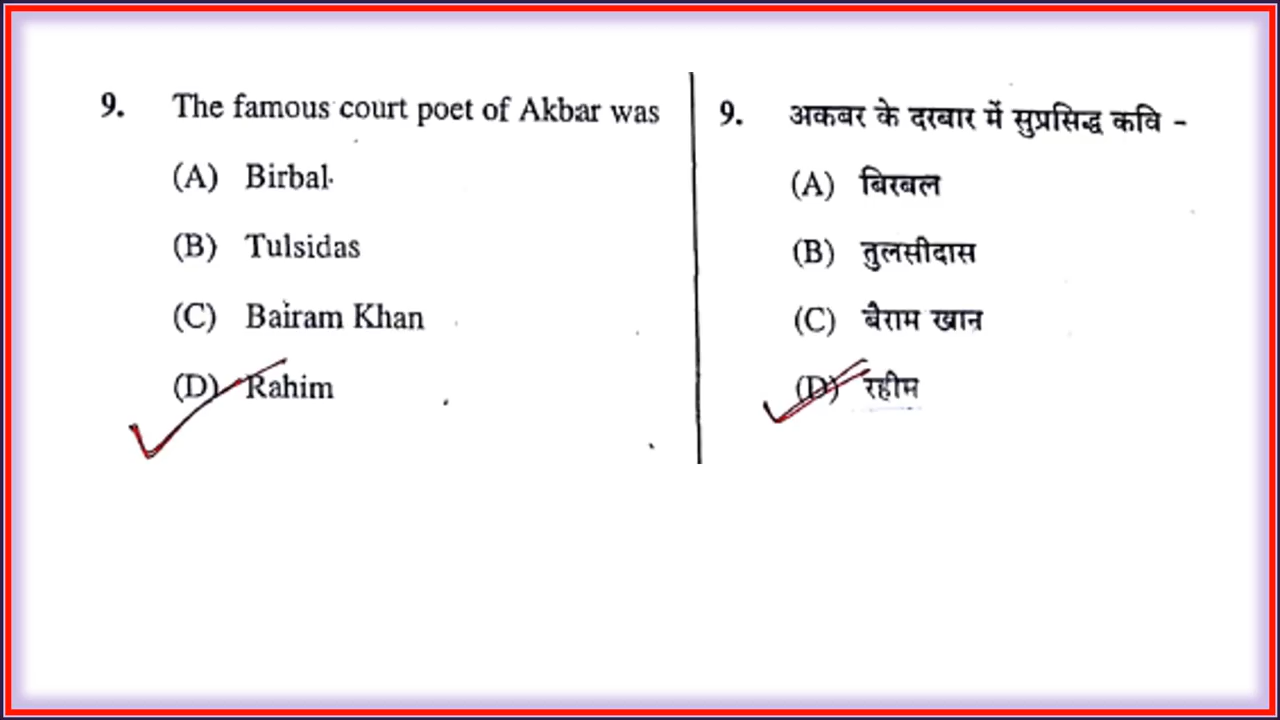 9. The famous court poet of Akbar was
(A) Birbal
(B) Tulsidas
(C) Bairam Khan
(D) Rahim
9. अकबर के दरबार में सुप्रसिद्ध कवि -
(A) बिरबल
(B) तुलसीदास
(C) बैराम खान
(D) रहीम